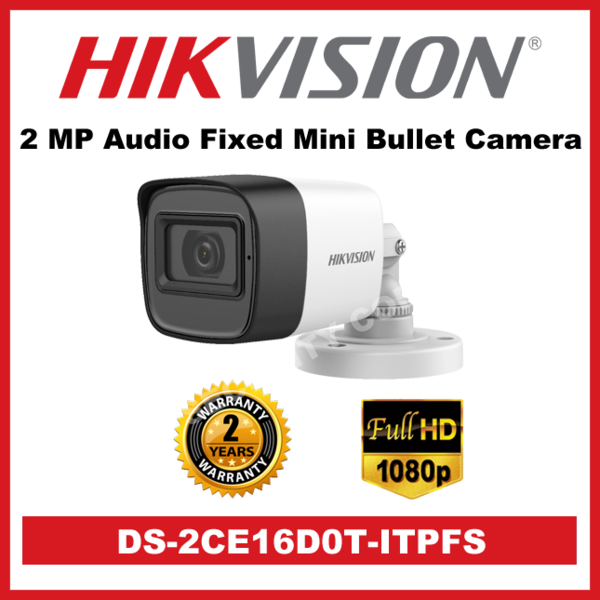 HIKVISION®
2 MP Audio Fixed Mini Bullet Camera
HIKVISION
WARRANTY
2
YEARS
WARRANTY
Full HD
1080p
DS-2CE16D0T-ITPFS